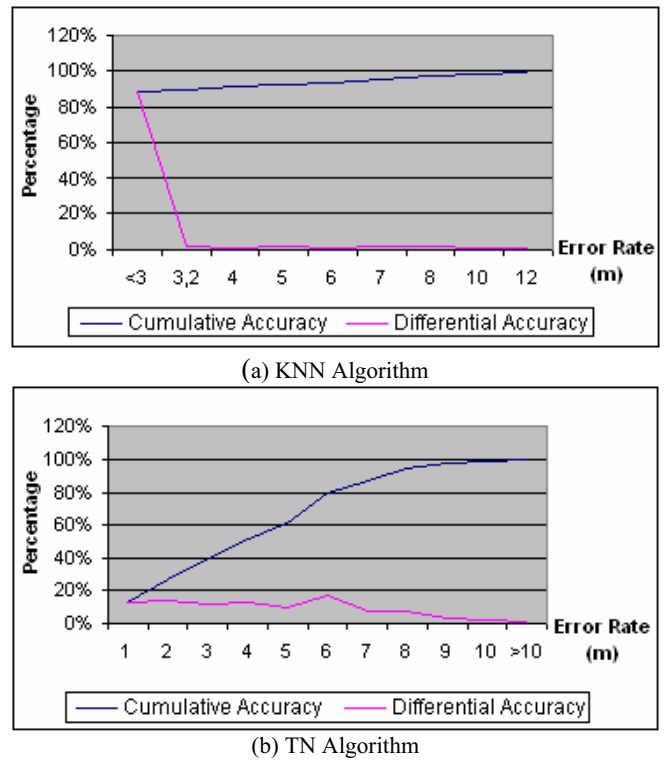 120%
100%
80%
60%
40%
20%
0%
Percentage
<3 3,2 4 5 6 7 8 10 12
Error Rate
(m)
Cumulative Accuracy Differential Accuracy
(a) KNN Algorithm
120%
100%
80%
60%
40%
20%
0%
Percentage
1 2 3 4 5 6 7 8 9 10 >10
Error Rate
(m)
Cumulative Accuracy Differential Accuracy
(b) TN Algorithm